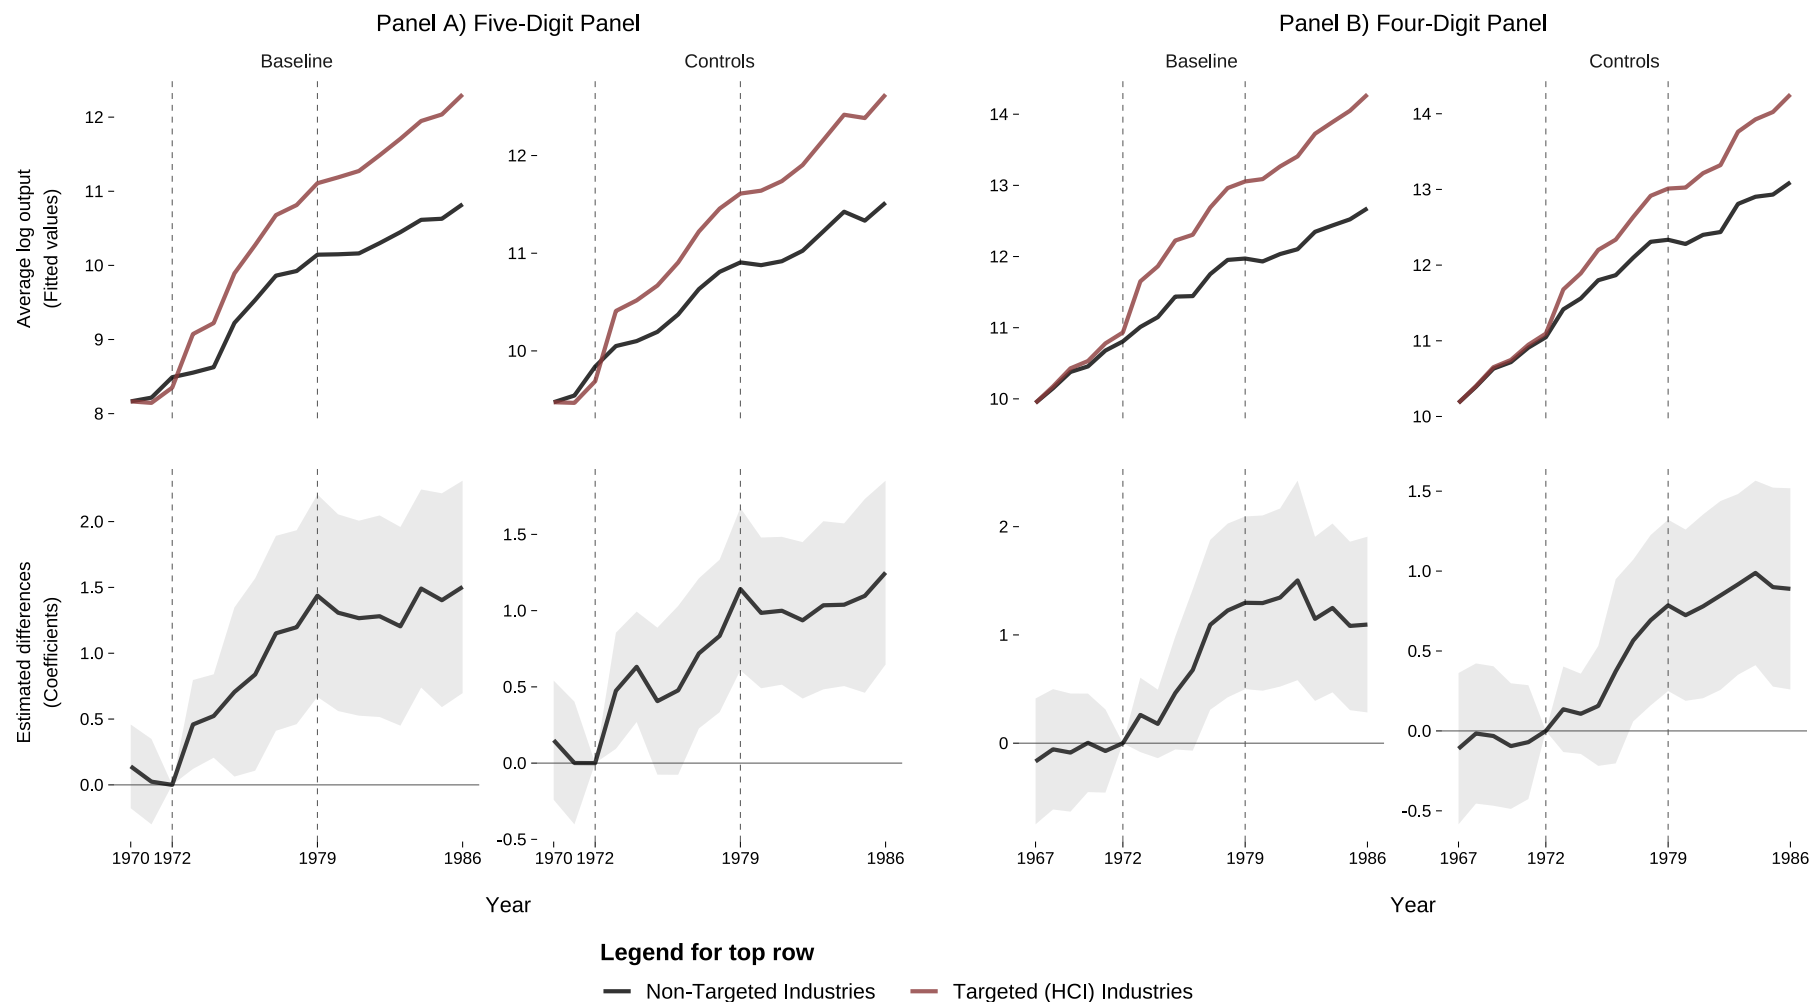 Panel A) Five-Digit Panel
Panel B) Four-Digit Panel
Baseline
Controls
Baseline
Controls
Average log output
(Fitted values)
12
11
10
9
8
12
11
10
14
13
12
11
10
14
13
12
11
10
Estimated differences
(Coefficients)
2.0
1.5
1.0
0.5
0.0
1.5
1.0
0.5
0.0
-0.5
2
1
0
1.5
1.0
0.5
0.0
-0.5
1970 1972 1979 1986
1970 1972 1979 1986
1967 1972 1979 1986
1967 1972 1979 1986
Year
Year
Legend for top row
Non-Targeted Industries
Targeted (HCI) Industries